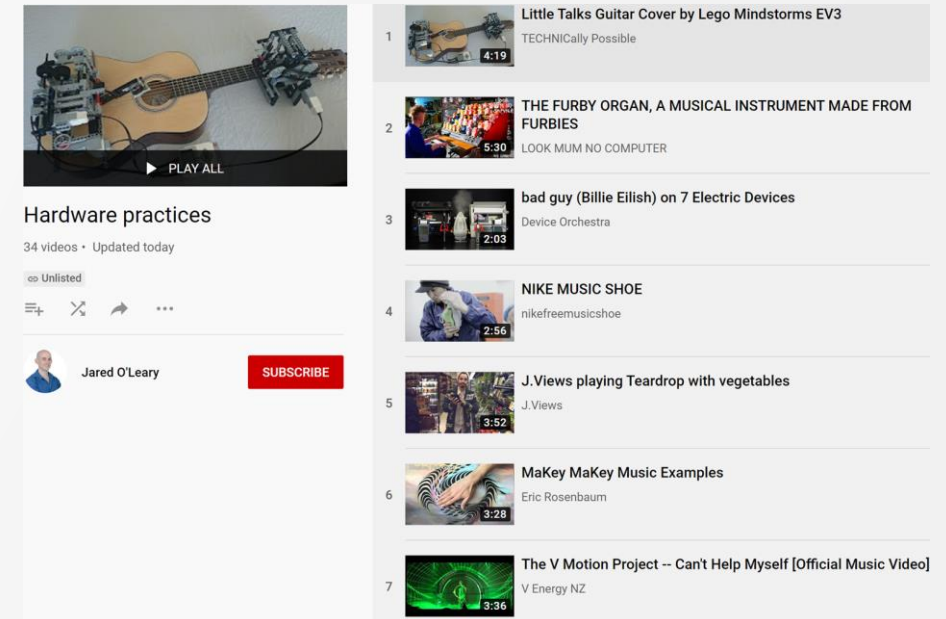 PLAY ALL
Hardware practices
34 videos • Updated today
Unlisted
Jared O'Leary
SUBSCRIBE
1
4:19
Little Talks Guitar Cover by Lego Mindstorms EV3
TECHNICally Possible
2
5:30
THE FURBY ORGAN, A MUSICAL INSTRUMENT MADE FROM
FURBIES
LOOK MUM NO COMPUTER
3
2:03
bad guy (Billie Eilish) on 7 Electric Devices
Device Orchestra
4
2:56
NIKE MUSIC SHOE
nikefreemusicshoe
5
3:52
J.Views playing Teardrop with vegetables
J.Views
6
3:28
MaKey MaKey Music Examples
Eric Rosenbaum
7
3:36
The V Motion Project -- Can't Help Myself [Official Music Video]
V Energy NZ